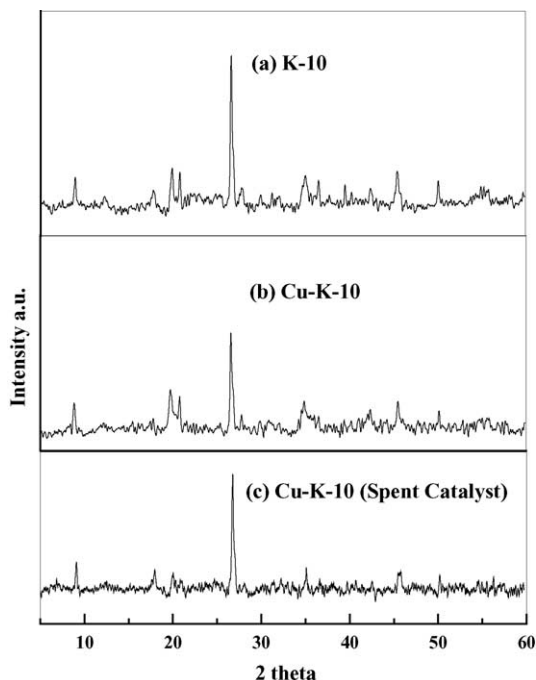 (a) K-10
(b) Cu-K-10
(c) Cu-K-10 (Spent Catalyst)
Intensity a.u.
10 20 30 40 50 60
2 theta